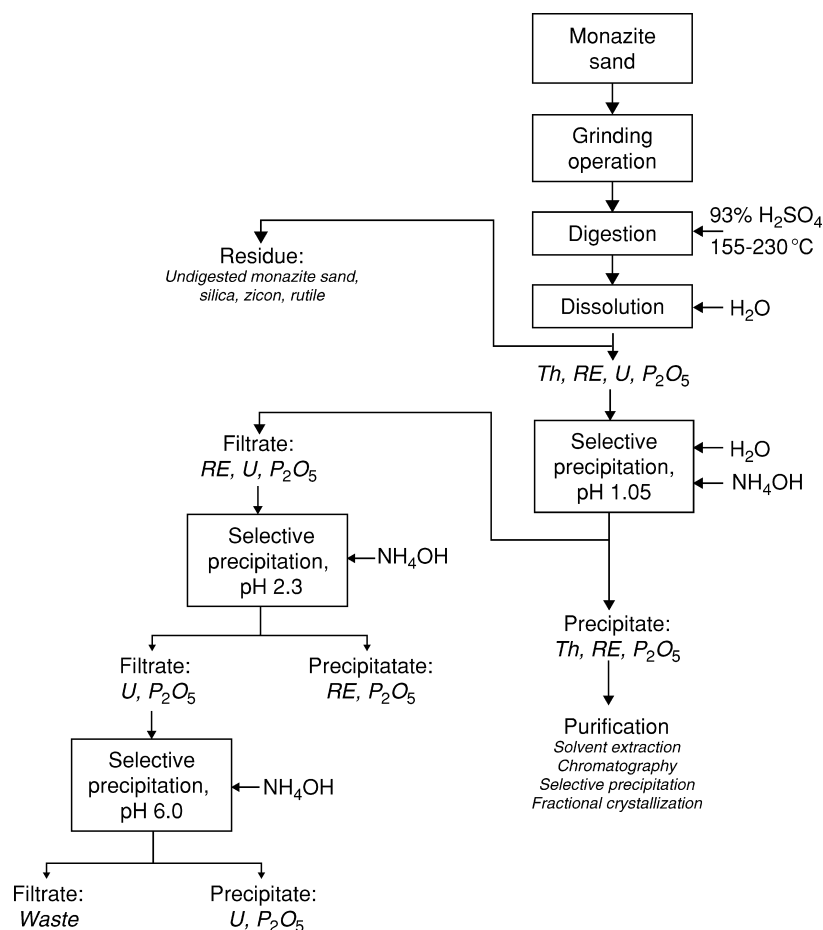 Monazite
sand
Grinding
operation
Digestion
93% H₂SO₄
155-230°C
Dissolution
H₂O
Residue:
Undigested monazite sand,
silica, zicon, rutile
Th, RE, U, P₂O₅
Selective
precipitation,
pH 1.05
H₂O
NH₄OH
Filtrate:
RE, U, P₂O₅
Selective
precipitation,
pH 2.3
NH₄OH
Precipitate:
Th, RE, P₂O₅
Filtrate:
U, P₂O₅
Precipitatate:
RE, P₂O₅
Purification
Solvent extraction
Chromatography
Selective precipitation
Fractional crystallization
Selective
precipitation,
pH 6.0
NH₄OH
Filtrate:
Waste
Precipitate:
U, P₂O₅